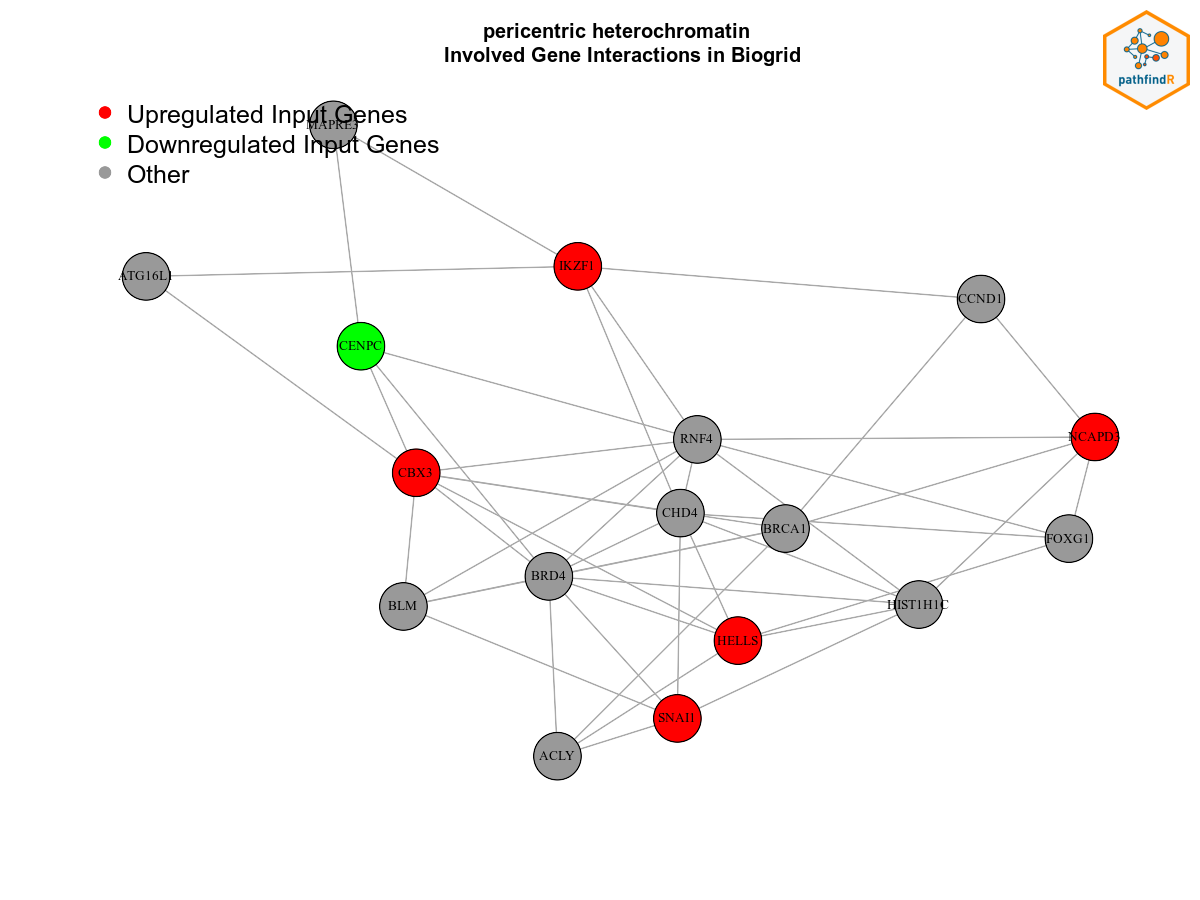 pericentric heterochromatin
Involved Gene Interactions in Biogrid
pathfindR
Upregulated Input Genes
MAPRE3
Downregulated Input Genes
Other
IKZF1
ATG16L1
CCND1
CENPC
RNF4
NCAPD3
CBX3
CHD4
BRCA1
FOXG1
BRD4
BLM
HIST1H1C
HELLS
SNAI1
ACLY